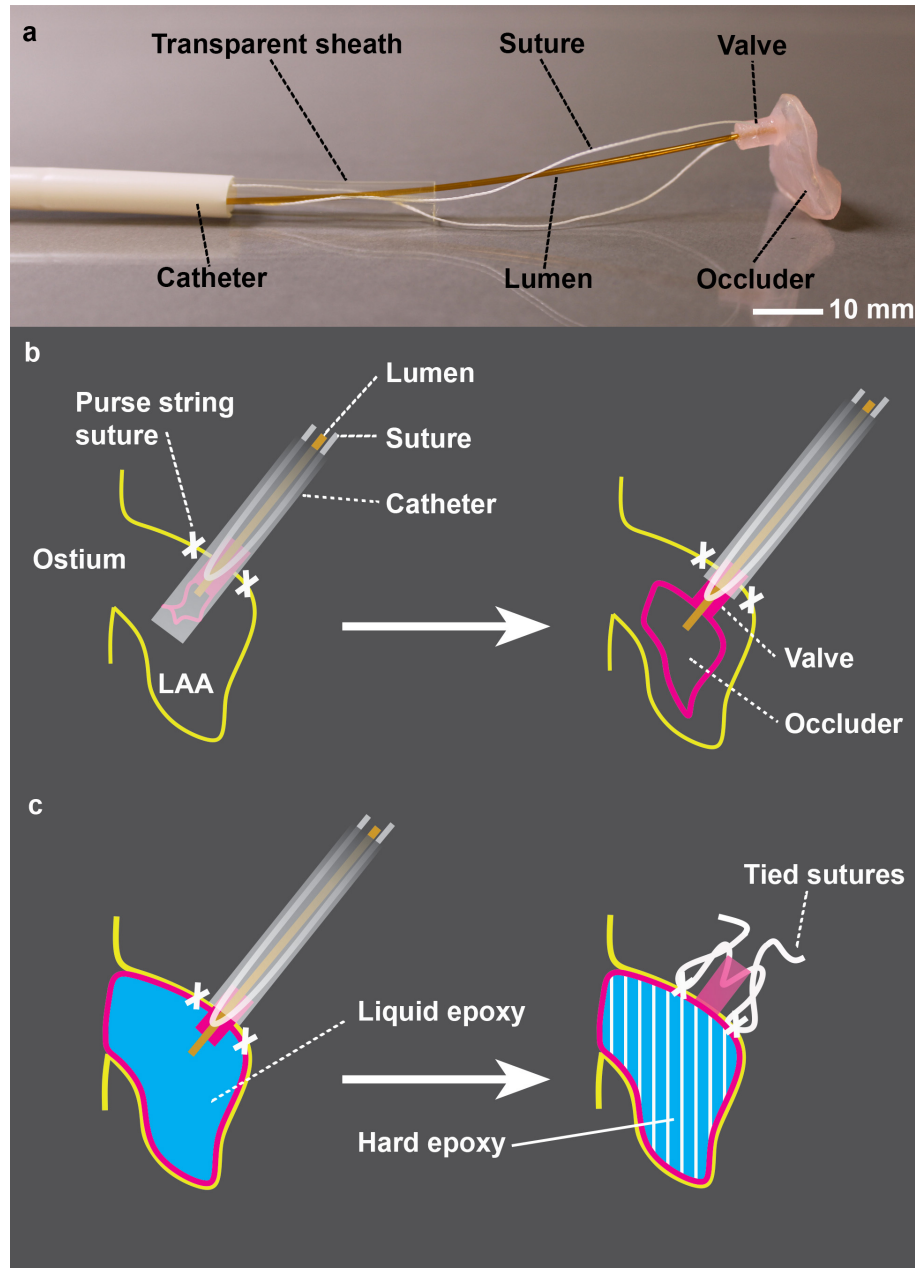 a
Transparent sheath
Suture
Valve
Catheter
Lumen
Occluder
10 mm
b
Purse string
suture
Lumen
Suture
Catheter
Ostium
LAA
Valve
Occluder
c
Tied sutures
Liquid epoxy
Hard epoxy